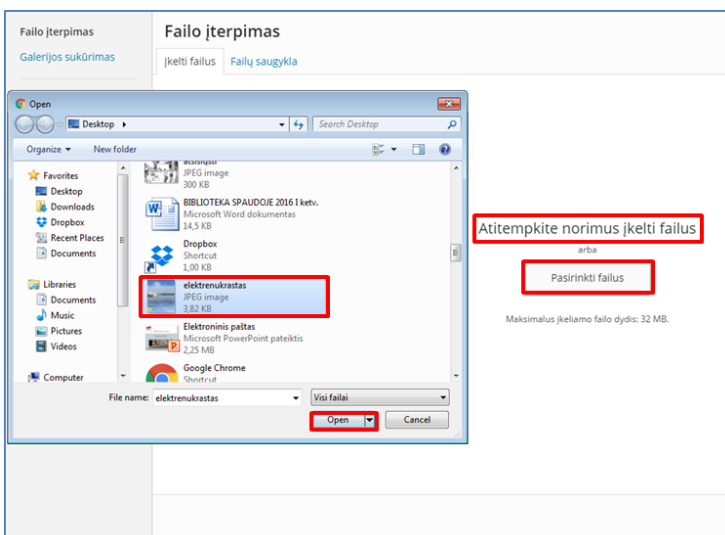 Failo įterpimas
Galerijos sukūrimas
Failo įterpimas
Įkelti failus
Failų saugykla
Open
Desktop
Search Desktop
Organize
New folder
Favorites
Desktop
Downloads
Dropbox
Recent Places
Documents
Libraries
Documents
Music
Pictures
Videos
Computer
atsisiųsti
JPEG image
300 KB
BIBLIOTEKA SPAUDOJE 2016 I ketv.
Microsoft Word dokumentas
14,5 KB
Dropbox
Shortcut
1,00 KB
elektrenukrastas
JPEG image
3,82 KB
Elektroninis paštas
Microsoft PowerPoint pateiktis
2,25 MB
Google Chrome
Shortcut
File name: elektrenukrastas
Visi failai
Open
Cancel
Atitempkite norimus įkelti failus
arba
Pasirinkti failus
Maksimalus įkeliamo failo dydis: 32 MB.